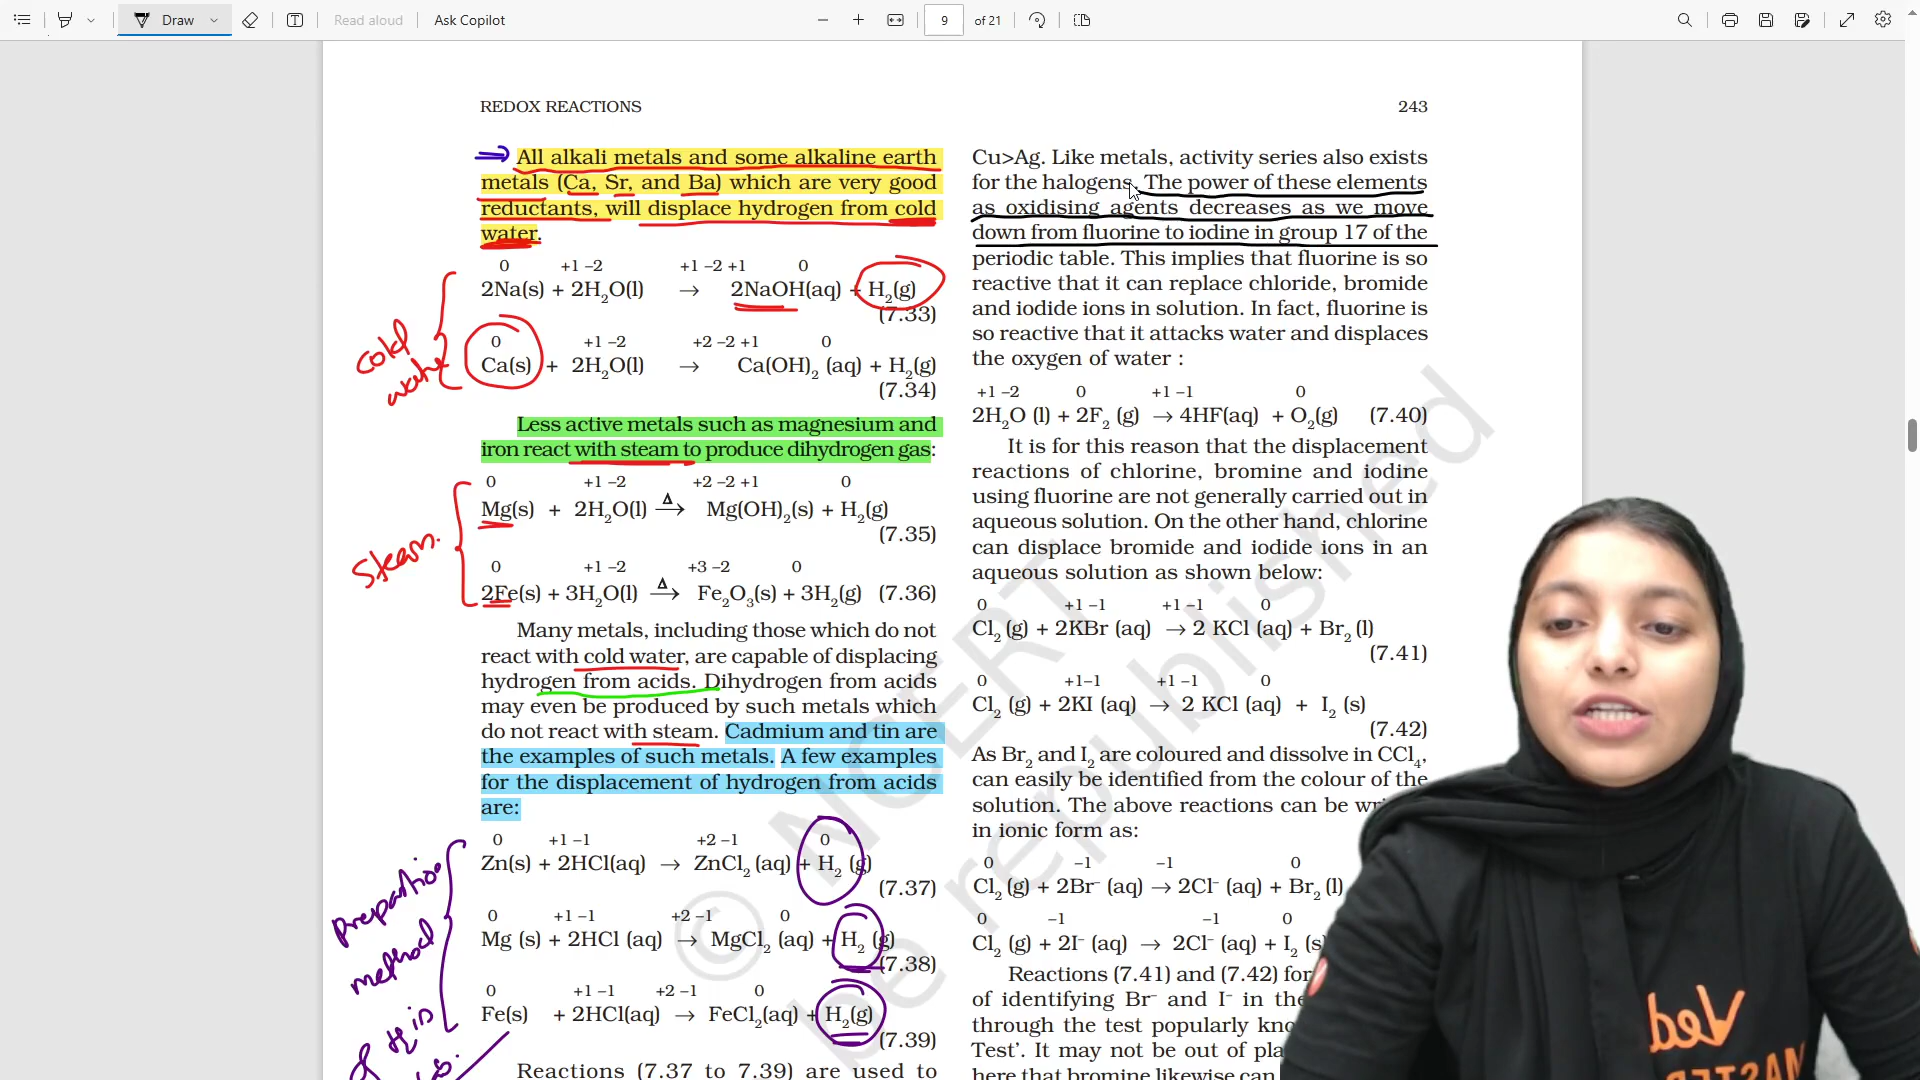 Draw
Read aloud
Ask Copilot
9 of 21
REDOX REACTIONS
243
All alkali metals and some alkaline earth
metals (Ca, Sr, and Ba) which are very good
reductants, will displace hydrogen from cold
water.
0 +1 –2 +1 –2 +1 0
2Na(s) + 2H2O(l) → 2NaOH(aq) + H2(g)
(7.33)
0 +1 –2 +2 –2 +1 0
Ca(s) + 2H2O(l) → Ca(OH)2 (aq) + H2(g)
(7.34)
cold
water
Less active metals such as magnesium and
iron react with steam to produce dihydrogen gas:
0 +1 –2 +2 –2 +1 0
Mg(s) + 2H2O(l) Δ→ Mg(OH)2(s) + H2(g)
(7.35)
0 +1 –2 +3 –2 0
2Fe(s) + 3H2O(l) Δ→ Fe2O3(s) + 3H2(g) (7.36)
Steam.
Many metals, including those which do not
react with cold water, are capable of displacing
hydrogen from acids. Dihydrogen from acids
may even be produced by such metals which
do not react with steam. Cadmium and tin are
the examples of such metals. A few examples
for the displacement of hydrogen from acids
are:
0 +1 –1 +2 –1 0
Zn(s) + 2HCl(aq) → ZnCl2 (aq) + H2 (g)
(7.37)
0 +1 –1 +2 –1 0
Mg (s) + 2HCl (aq) → MgCl2 (aq) + H2 (g)
(7.38)
0 +1 –1 +2 –1 0
Fe(s) + 2HCl(aq) → FeCl2(aq) + H2(g)
(7.39)
preparation
method
of H2 in
Reactions (7.37 to 7.39) are used to
Cu>Ag. Like metals, activity series also exists
for the halogens. The power of these elements
as oxidising agents decreases as we move
down from fluorine to iodine in group 17 of the
periodic table. This implies that fluorine is so
reactive that it can replace chloride, bromide
and iodide ions in solution. In fact, fluorine is
so reactive that it attacks water and displaces
the oxygen of water :
+1 –2 0 +1 –1 0
2H2O (l) + 2F2 (g) → 4HF(aq) + O2(g) (7.40)
It is for this reason that the displacement
reactions of chlorine, bromine and iodine
using fluorine are not generally carried out in
aqueous solution. On the other hand, chlorine
can displace bromide and iodide ions in an
aqueous solution as shown below:
0 +1 –1 +1 –1 0
Cl2 (g) + 2KBr (aq) → 2 KCl (aq) + Br2 (l)
(7.41)
0 +1–1 +1 –1 0
Cl2 (g) + 2KI (aq) → 2 KCl (aq) + I2 (s)
(7.42)
As Br2 and I2 are coloured and dissolve in CCl4,
can easily be identified from the colour of the
solution. The above reactions can be
in ionic form as:
0 –1 –1 0
Cl2 (g) + 2Br– (aq) → 2Cl– (aq) + Br2 (l)
0 –1 –1 0
Cl2 (g) + 2I– (aq) → 2Cl– (aq) + I2 (s
Reactions (7.41) and (7.42)
of identifying Br– and I– in
through the test popularly
Test’. It may not be out of
here that bromine likewise can
© NCERT
be republished
Ved